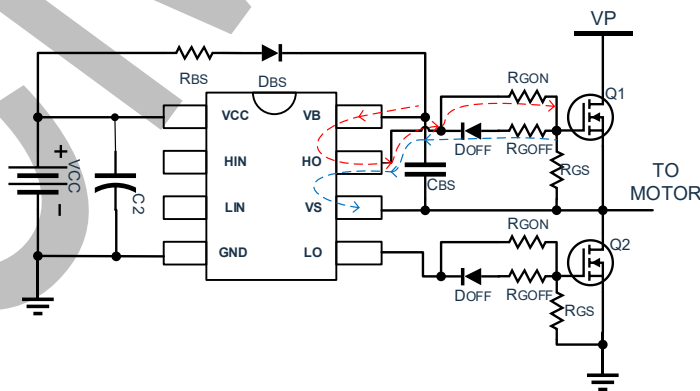 VP
RBS
DBS
RGON
Q1
VCC
VB
HIN
HO
DOFF
RGOFF
RGS
CBS
TO
MOTOR
+
VCC
-
C2
LIN
VS
GND
LO
RGON
Q2
DOFF
RGOFF
RGS